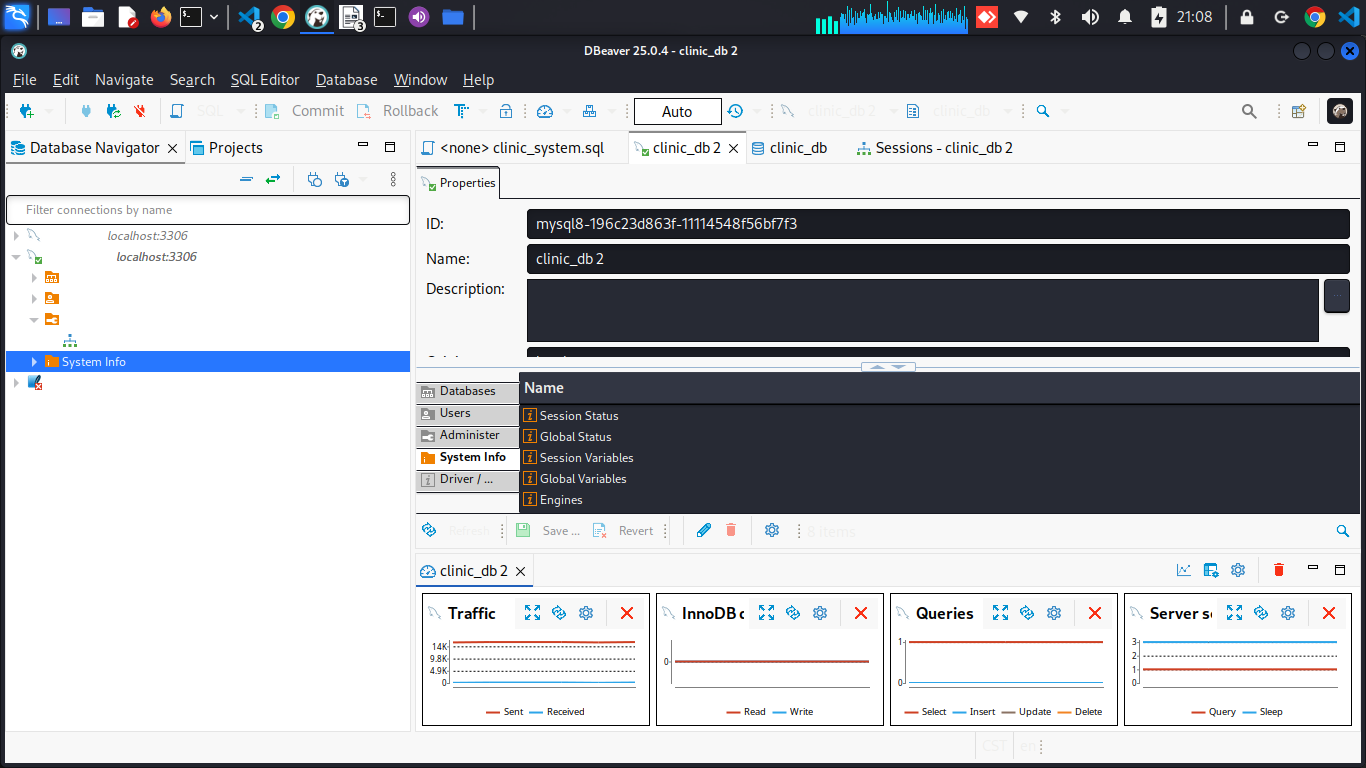 2
3
21:08
DBeaver 25.0.4 - clinic_db 2
File Edit Navigate Search SQL Editor Database Window Help
SQL Commit Rollback Auto clinic_db 2 clinic_db
Database Navigator Projects
<none> clinic_system.sql clinic_db 2 clinic_db Sessions - clinic_db 2
Filter connections by name
localhost:3306
localhost:3306
System Info
Properties
ID: mysql8-196c23d863f-11114548f56bf7f3
Name: clinic_db 2
Description:
Databases
Users
Administer
System Info
Driver / ...
Name
Session Status
Global Status
Session Variables
Global Variables
Engines
Refresh Save ... Revert 8 items
clinic_db 2
Traffic
14K
9.8K
4.9K
0
Sent Received
InnoDB
0
Read Write
Queries
1
0
Select Insert Update Delete
Server
3
2
1
0
Query Sleep
CST en